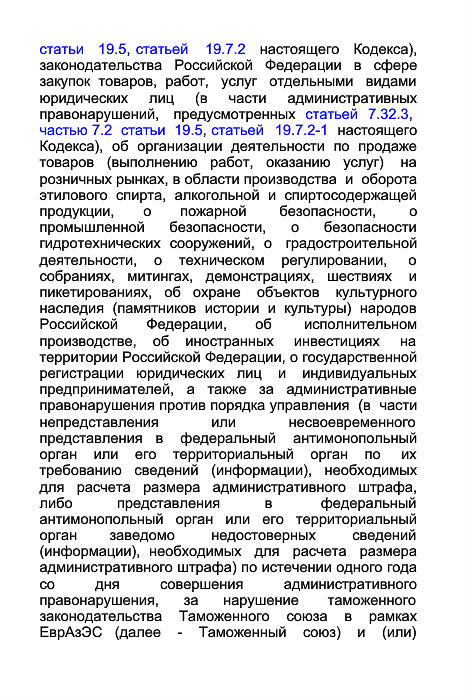 статьи 19.5, статьей 19.7.2 настоящего Кодекса),
законодательства Российской Федерации в сфере
закупок товаров, работ, услуг отдельными видами
юридических лиц (в части административных
правонарушений, предусмотренных статьей 7.32.3,
частью 7.2 статьи 19.5, статьей 19.7.2-1 настоящего
Кодекса), об организации деятельности по продаже
товаров (выполнению работ, оказанию услуг) на
розничных рынках, в области производства и оборота
этилового спирта, алкогольной и спиртосодержащей
продукции, о пожарной безопасности, о
промышленной безопасности, о безопасности
гидротехнических сооружений, о градостроительной
деятельности, о техническом регулировании, о
собраниях, митингах, демонстрациях, шествиях и
пикетированиях, об охране объектов культурного
наследия (памятников истории и культуры) народов
Российской Федерации, об исполнительном
производстве, об иностранных инвестициях на
территории Российской Федерации, о государственной
регистрации юридических лиц и индивидуальных
предпринимателей, а также за административные
правонарушения против порядка управления (в части
непредставления или несвоевременного
представления в федеральный антимонопольный
орган или его территориальный орган по их
требованию сведений (информации), необходимых
для расчета размера административного штрафа,
либо представления в федеральный
антимонопольный орган или его территориальный
орган заведомо недостоверных сведений
(информации), необходимых для расчета размера
административного штрафа) по истечении одного года
со дня совершения административного
правонарушения, за нарушение таможенного
законодательства Таможенного союза в рамках
ЕврАзЭС (далее - Таможенный союз) и (или)